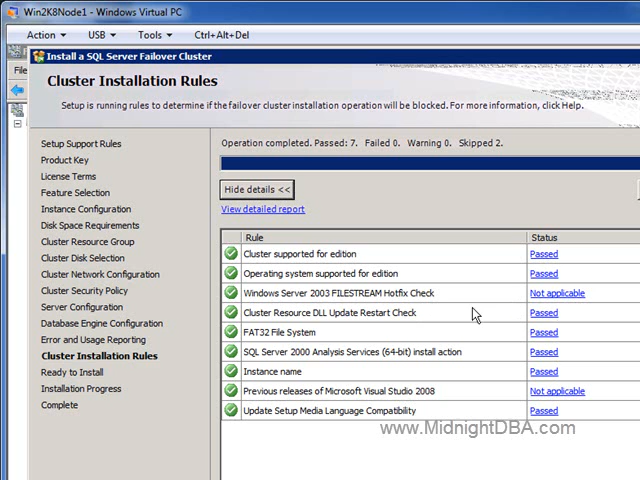 Win2K8Node1 - Windows Virtual PC
Action USB Tools Ctrl+Alt+Del
Install a SQL Server Failover Cluster
File
Cluster Installation Rules
Setup is running rules to determine if the failover cluster installation operation will be blocked. For more information, click Help.
Setup Support Rules
Product Key
License Terms
Feature Selection
Instance Configuration
Disk Space Requirements
Cluster Resource Group
Cluster Disk Selection
Cluster Network Configuration
Cluster Security Policy
Server Configuration
Database Engine Configuration
Error and Usage Reporting
Cluster Installation Rules
Ready to Install
Installation Progress
Complete
Operation completed. Passed: 7. Failed 0. Warning 0. Skipped 2.
Hide details <<
View detailed report
Rule Status
Cluster supported for edition Passed
Operating system supported for edition Passed
Windows Server 2003 FILESTREAM Hotfix Check Not applicable
Cluster Resource DLL Update Restart Check Passed
FAT32 File System Passed
SQL Server 2000 Analysis Services (64-bit) install action Passed
Instance name Passed
Previous releases of Microsoft Visual Studio 2008 Not applicable
Update Setup Media Language Compatibility Passed
www.MidnightDBA.com